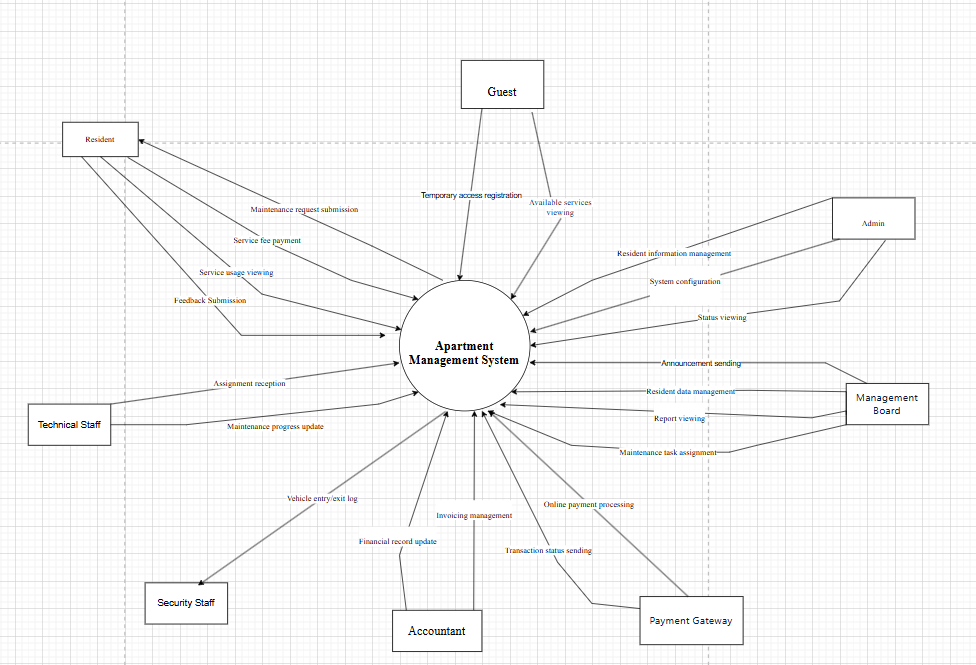 Guest
Resident
Temporary access registration
Available services
viewing
Maintenance request submission
Admin
Service fee payment
Resident information management
Service usage viewing
System configuration
Feedback Submission
Status viewing
Apartment
Management System
Announcement sending
Assignment reception
Resident data management
Management
Board
Report viewing
Technical Staff
Maintenance progress update
Maintenance task assignment
Vehicle entry/exit log
Online payment processing
Invoicing management
Financial record update
Transaction status sending
Security Staff
Accountant
Payment Gateway